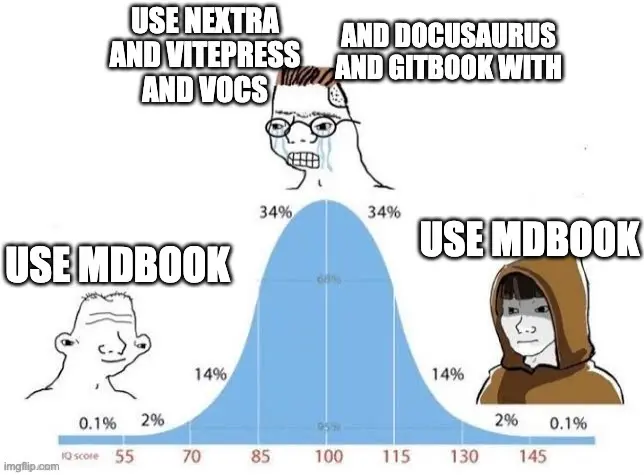 USE NEXTRA
AND VITEPRESS
AND VOCS
AND DOCUSAURUS
AND GITBOOK WITH
34%
34%
USE MDBOOK
USE MDBOOK
68%
14%
14%
0.1%
2%
95%
2%
0.1%
IQ score
55
70
85
100
115
130
145
imgflip.com